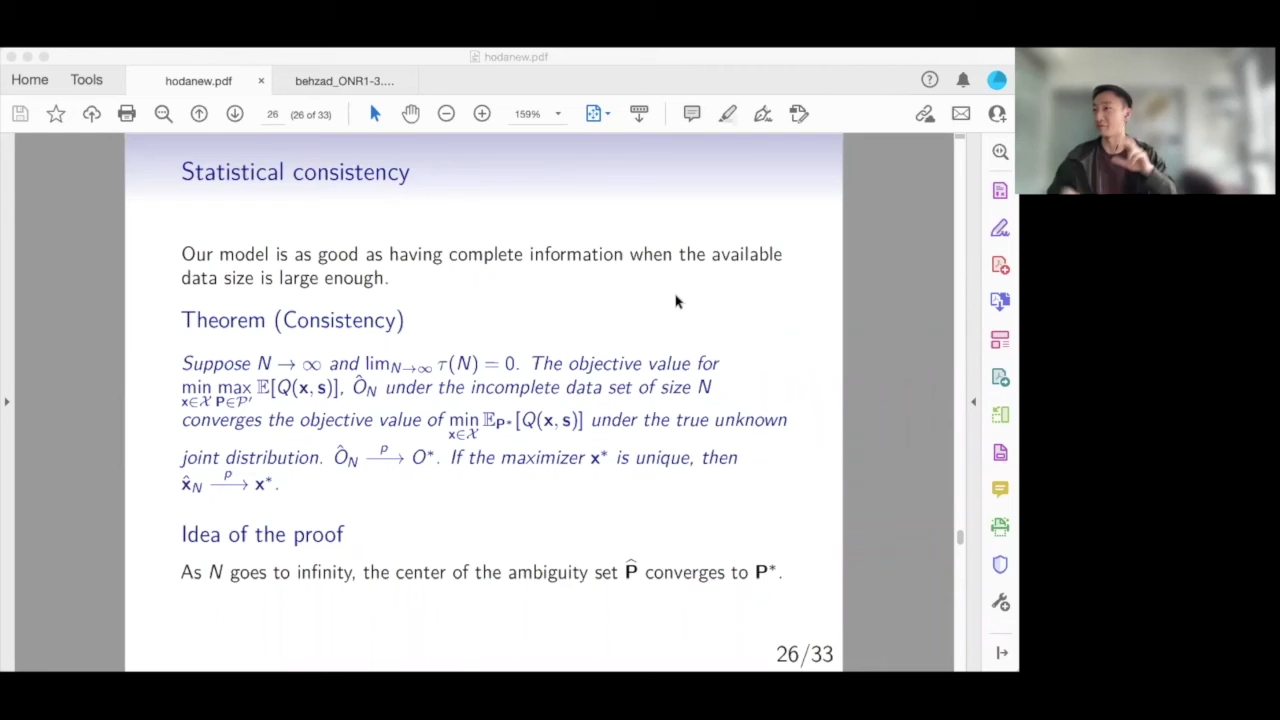 hodanew.pdf
Home Tools hodanew.pdf × behzad_ONR1-3....
26 (26 of 33) 159%
Statistical consistency
Our model is as good as having complete information when the available
data size is large enough.
Theorem (Consistency)
Suppose N → ∞ and lim_{N→∞} τ(N) = 0. The objective value for
min_{x∈𝒳} max_{P∈𝒫′} 𝔼[Q(x, s)], Ô_N under the incomplete data set of size N
converges the objective value of min_{x∈𝒳} 𝔼_{P*}[Q(x, s)] under the true unknown
joint distribution. Ô_N →^p O*. If the maximizer x* is unique, then
x̂_N →^p x*.
Idea of the proof
As N goes to infinity, the center of the ambiguity set P̂ converges to P*.
26/33